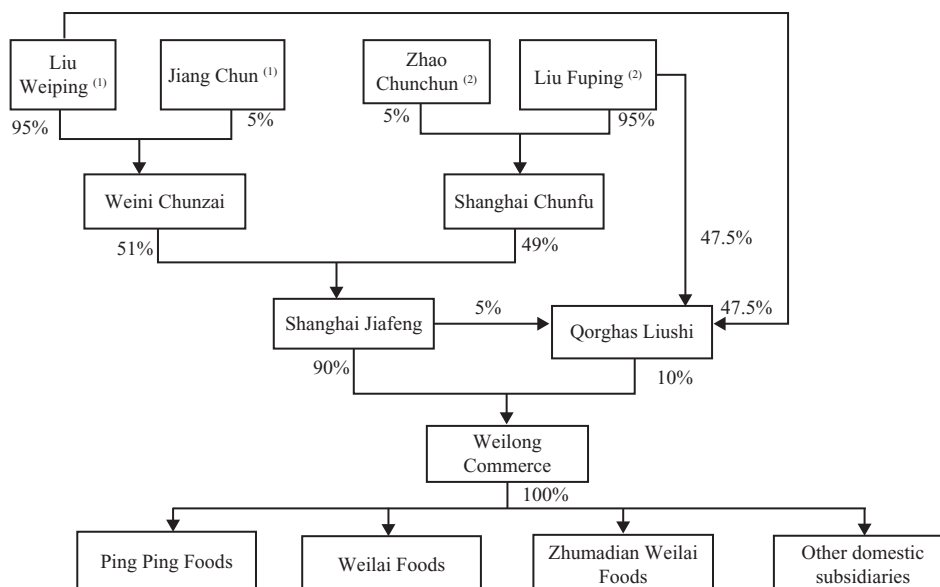 Liu
Weiping (1)
Jiang Chun (1)
Zhao
Chunchun (2)
Liu Fuping (2)
95%
5%
5%
95%
Weini Chunzai
Shanghai Chunfu
51%
49%
47.5%
Shanghai Jiafeng
5%
Qorghas Liushi
47.5%
90%
10%
Weilong
Commerce
100%
Ping Ping Foods
Weilai Foods
Zhumadian Weilai
Foods
Other domestic
subsidiaries